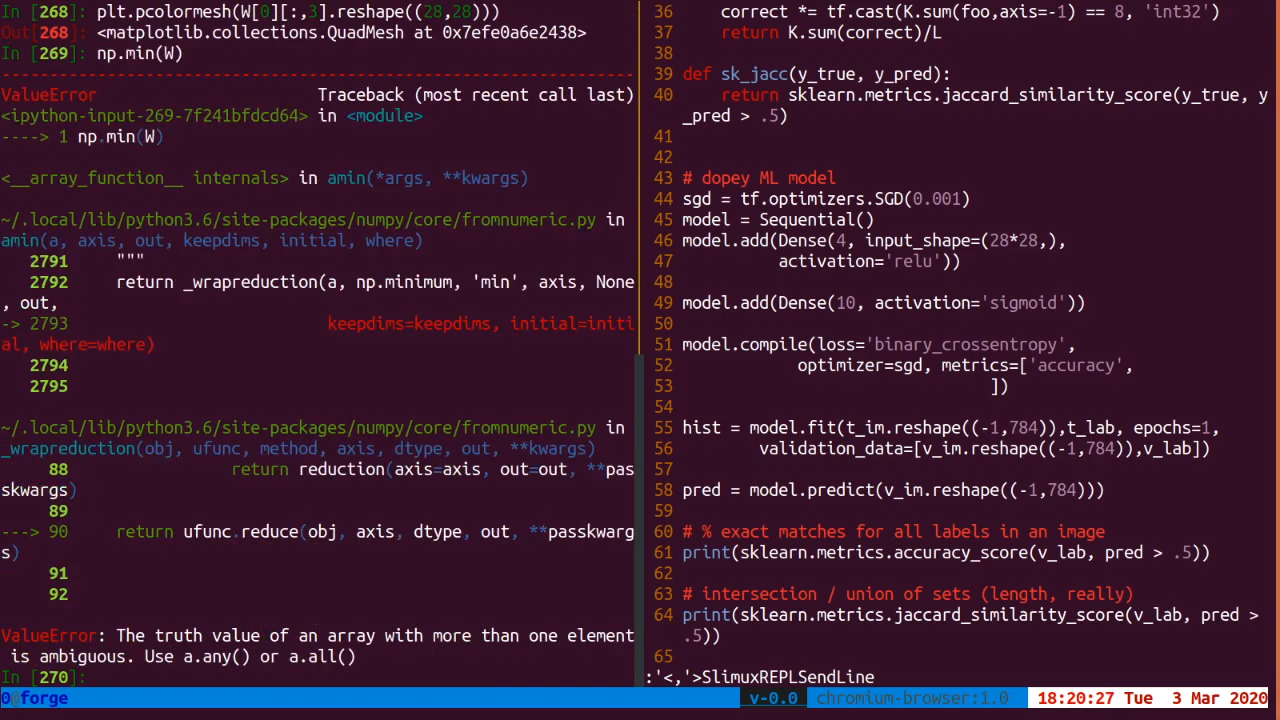 In [268]: plt.pcolormesh(W[0][:,3].reshape((28,28)))
Out[268]: <matplotlib.collections.QuadMesh at 0x7efe0a6e2438>
In [269]: np.min(W)
---------------------------------------------------------------------------
ValueError Traceback (most recent call last)
<ipython-input-269-7f241bfdcd64> in <module>
----> 1 np.min(W)
<__array_function__ internals> in amin(*args, **kwargs)
~/.local/lib/python3.6/site-packages/numpy/core/fromnumeric.py in
amin(a, axis, out, keepdims, initial, where)
2791 """
2792 return _wrapreduction(a, np.minimum, 'min', axis, None
, out,
-> 2793 keepdims=keepdims, initial=initi
al, where=where)
2794
2795
~/.local/lib/python3.6/site-packages/numpy/core/fromnumeric.py in
_wrapreduction(obj, ufunc, method, axis, dtype, out, **kwargs)
88 return reduction(axis=axis, out=out, **pas
skwargs)
89
---> 90 return ufunc.reduce(obj, axis, dtype, out, **passkwarg
s)
91
92
ValueError: The truth value of an array with more than one element
is ambiguous. Use a.any() or a.all()
In [270]:
36 correct *= tf.cast(K.sum(foo,axis=-1) == 8, 'int32')
37 return K.sum(correct)/L
38
39 def sk_jacc(y_true, y_pred):
40 return sklearn.metrics.jaccard_similarity_score(y_true, y
_pred > .5)
41
42
43 # dopey ML model
44 sgd = tf.optimizers.SGD(0.001)
45 model = Sequential()
46 model.add(Dense(4, input_shape=(28*28,),
47 activation='relu'))
48
49 model.add(Dense(10, activation='sigmoid'))
50
51 model.compile(loss='binary_crossentropy',
52 optimizer=sgd, metrics=['accuracy',
53 ])
54
55 hist = model.fit(t_im.reshape((-1,784)),t_lab, epochs=1,
56 validation_data=[v_im.reshape((-1,784)),v_lab])
57
58 pred = model.predict(v_im.reshape((-1,784)))
59
60 # % exact matches for all labels in an image
61 print(sklearn.metrics.accuracy_score(v_lab, pred > .5))
62
63 # intersection / union of sets (length, really)
64 print(sklearn.metrics.jaccard_similarity_score(v_lab, pred >
.5))
65
:'<,'>SlimuxREPLSendLine
0@forge v-0.0 chromium-browser:1.0 18:20:27 Tue 3 Mar 2020